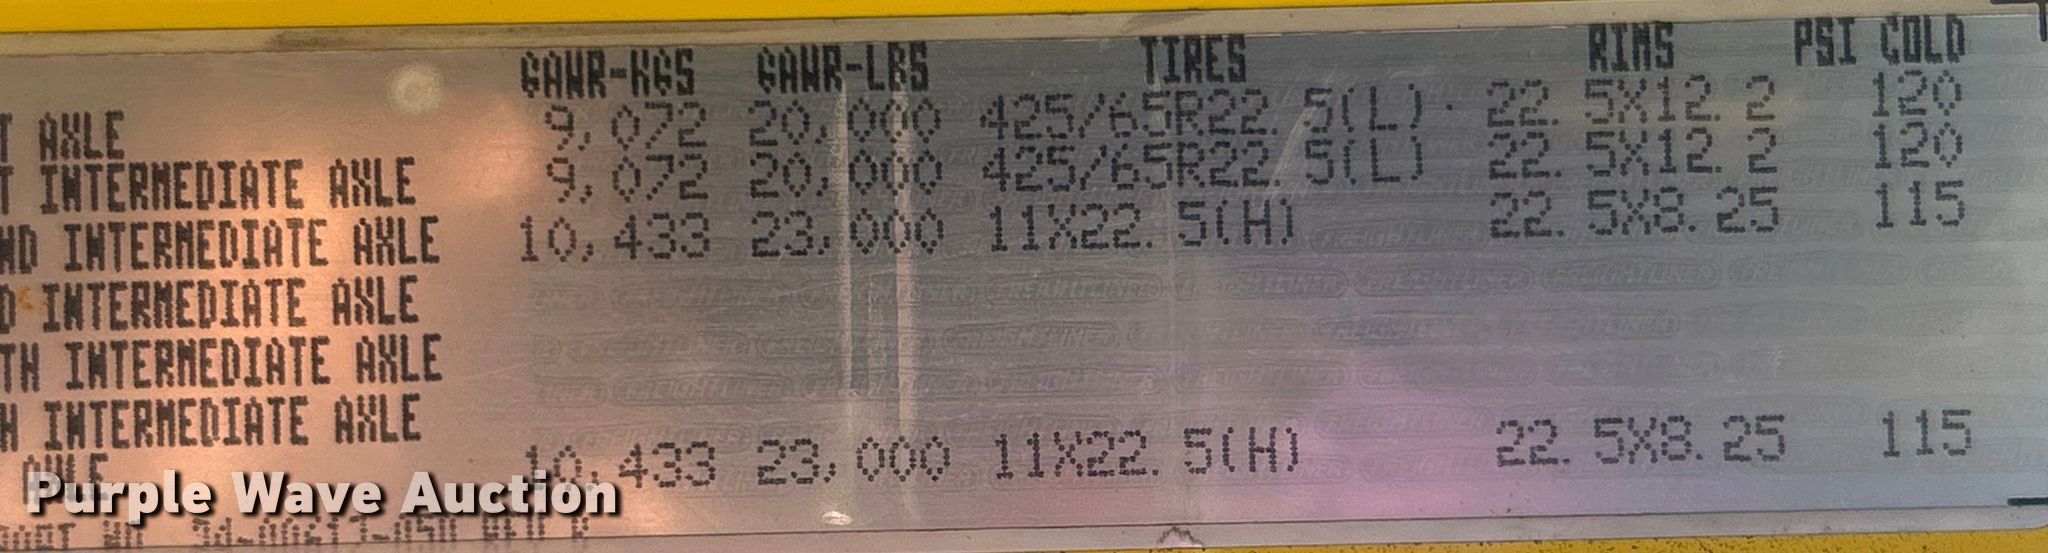 GAWR-KGS GAWR-LBS TIRES RIMS PSI COLD
T AXLE 9,072 20,000 425/65R22.5(L) 22.5X12.2 120
T INTERMEDIATE AXLE 9,072 20,000 425/65R22.5(L) 22.5X12.2 120
ND INTERMEDIATE AXLE 10,433 23,000 11X22.5(H) 22.5X8.25 115
D INTERMEDIATE AXLE
TH INTERMEDIATE AXLE
H INTERMEDIATE AXLE
AXLE 10,433 23,000 11X22.5(H) 22.5X8.25 115
Purple Wave Auction